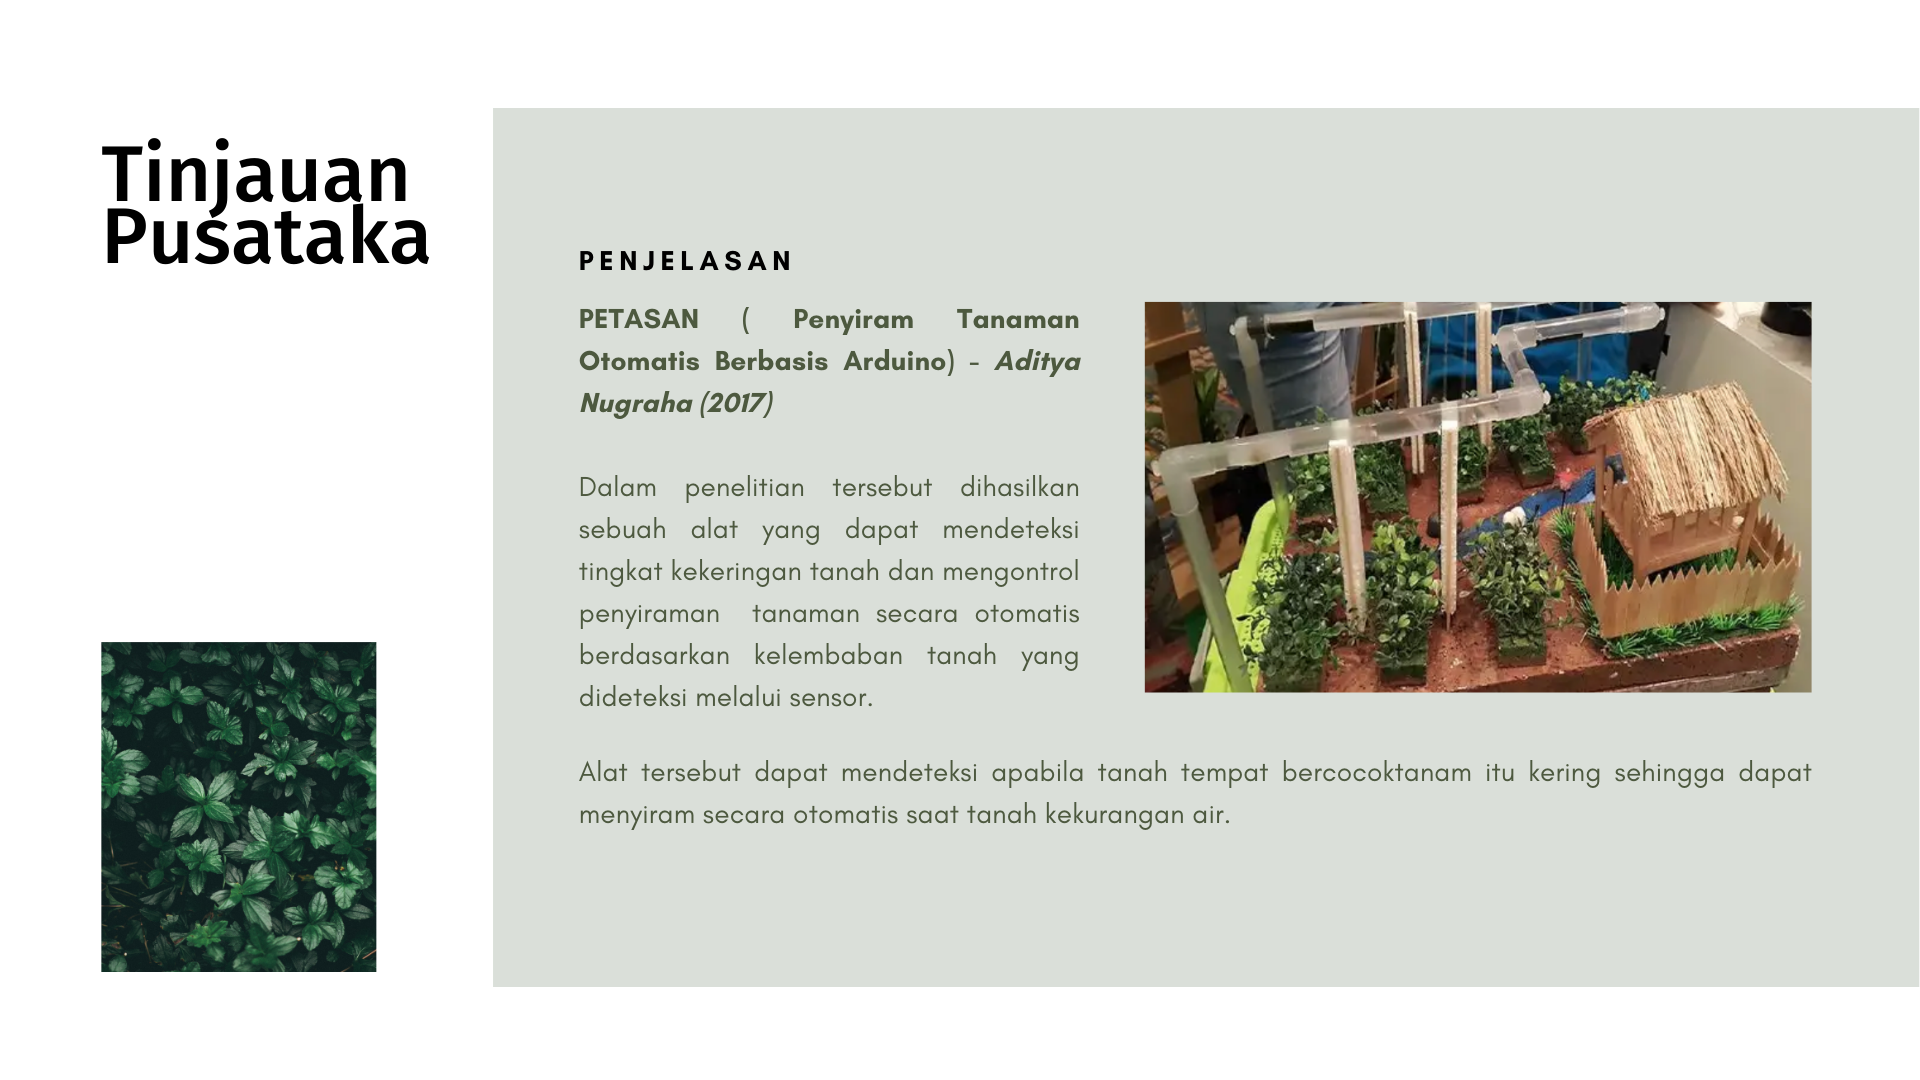 Tinjauan
Pusataka
PENJELASAN
PETASAN ( Penyiram Tanaman
Otomatis Berbasis Arduino) - Aditya
Nugraha (2017)
Dalam penelitian tersebut dihasilkan
sebuah alat yang dapat mendeteksi
tingkat kekeringan tanah dan mengontrol
penyiraman tanaman secara otomatis
berdasarkan kelembaban tanah yang
dideteksi melalui sensor.
Alat tersebut dapat mendeteksi apabila tanah tempat bercocoktanam itu kering sehingga dapat
menyiram secara otomatis saat tanah kekurangan air.